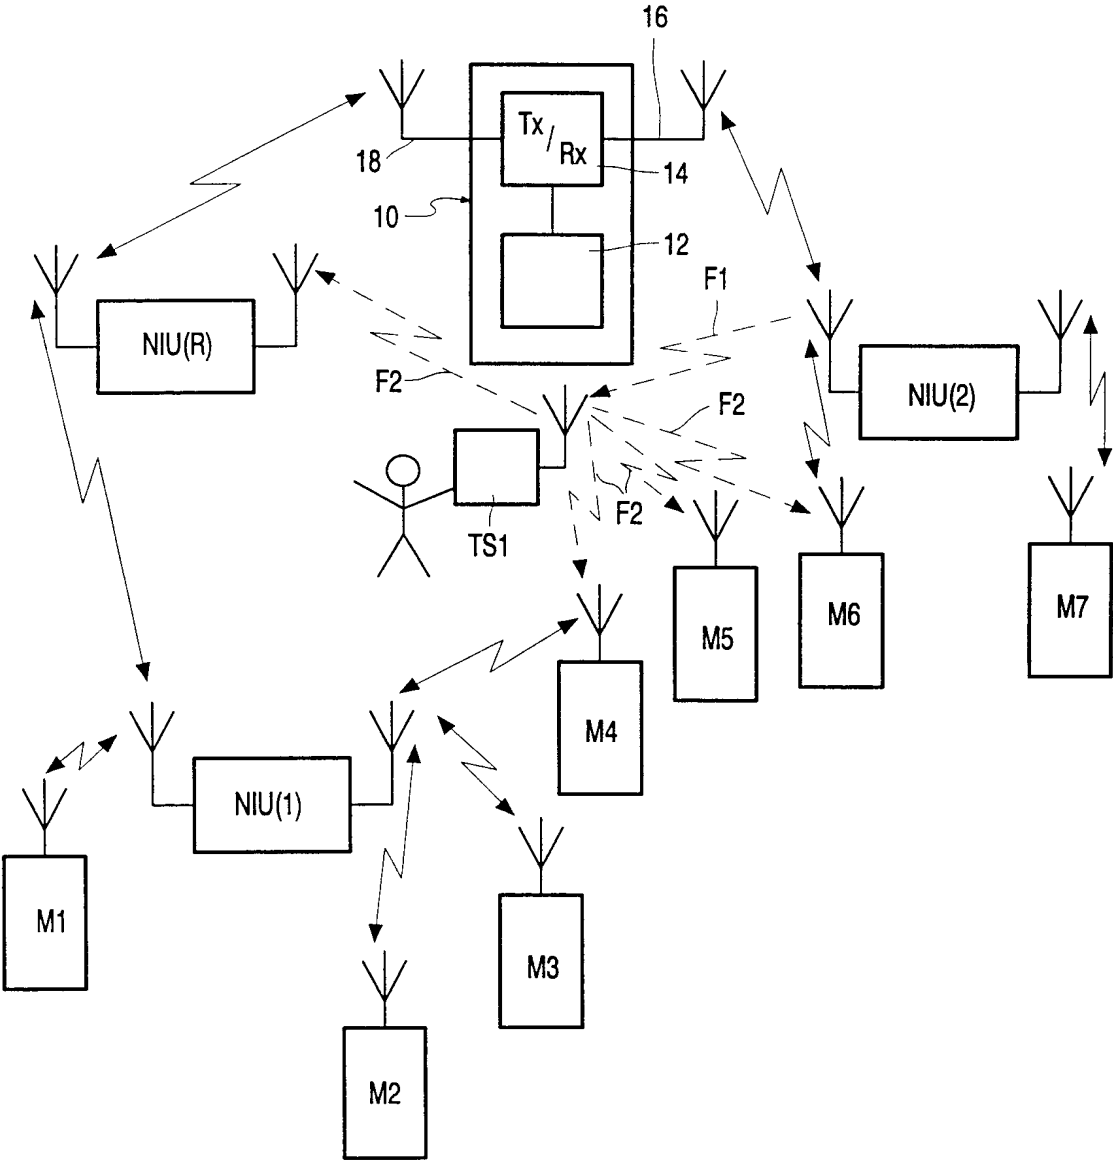 16
Tx
/
Rx
18
14
10
12
F1
NIU(R)
F2
NIU(2)
F2
F2
TS1
M7
M6
M5
M4
NIU(1)
M1
M3
M2